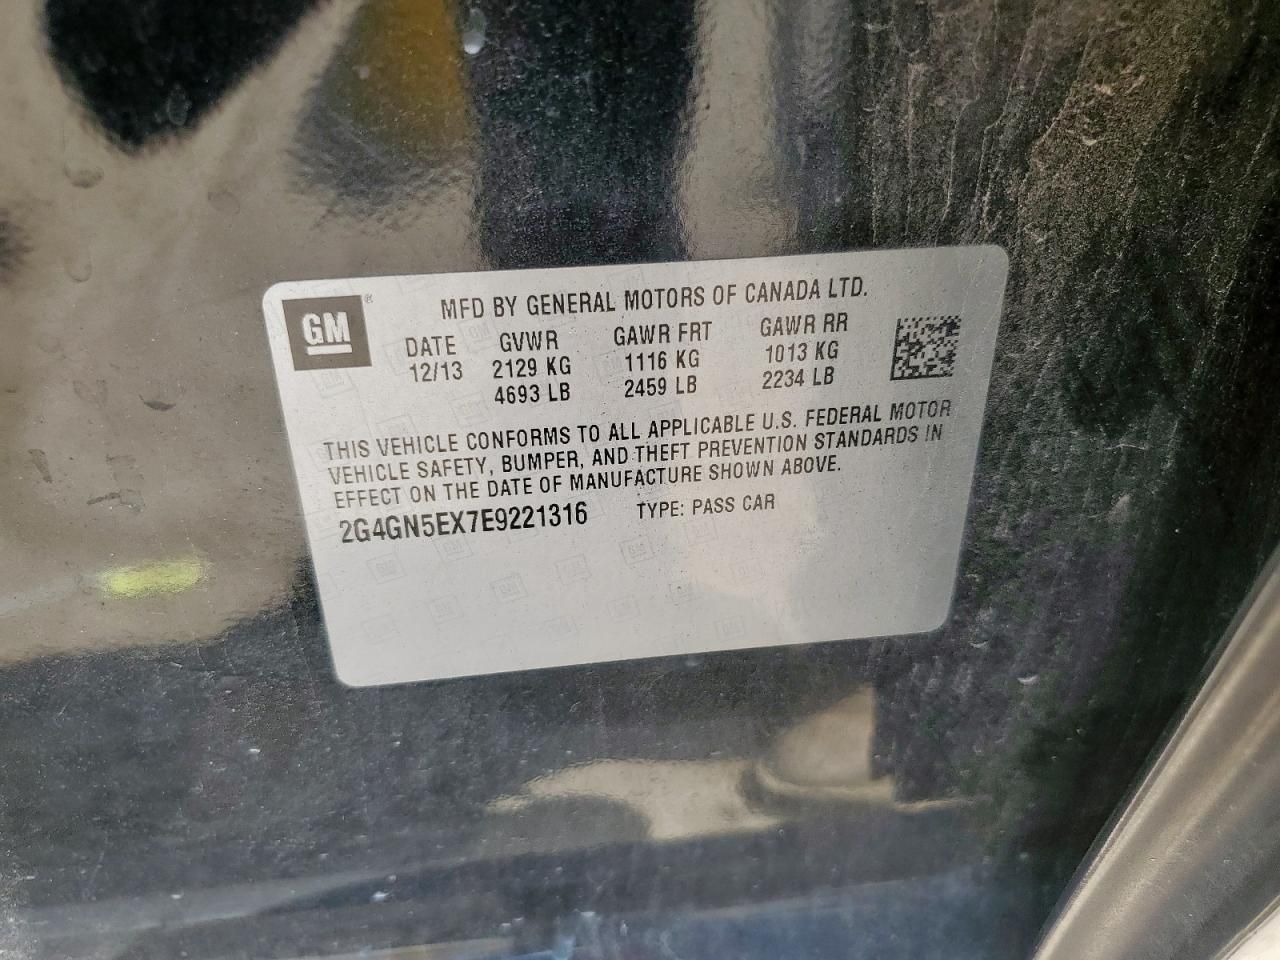 GM ®
MFD BY GENERAL MOTORS OF CANADA LTD.
DATE GVWR GAWR FRT GAWR RR
12/13 2129 KG 1116 KG 1013 KG
4693 LB 2459 LB 2234 LB
THIS VEHICLE CONFORMS TO ALL APPLICABLE U.S. FEDERAL MOTOR
VEHICLE SAFETY, BUMPER, AND THEFT PREVENTION STANDARDS IN
EFFECT ON THE DATE OF MANUFACTURE SHOWN ABOVE.
2G4GN5EX7E9221316 TYPE: PASS CAR